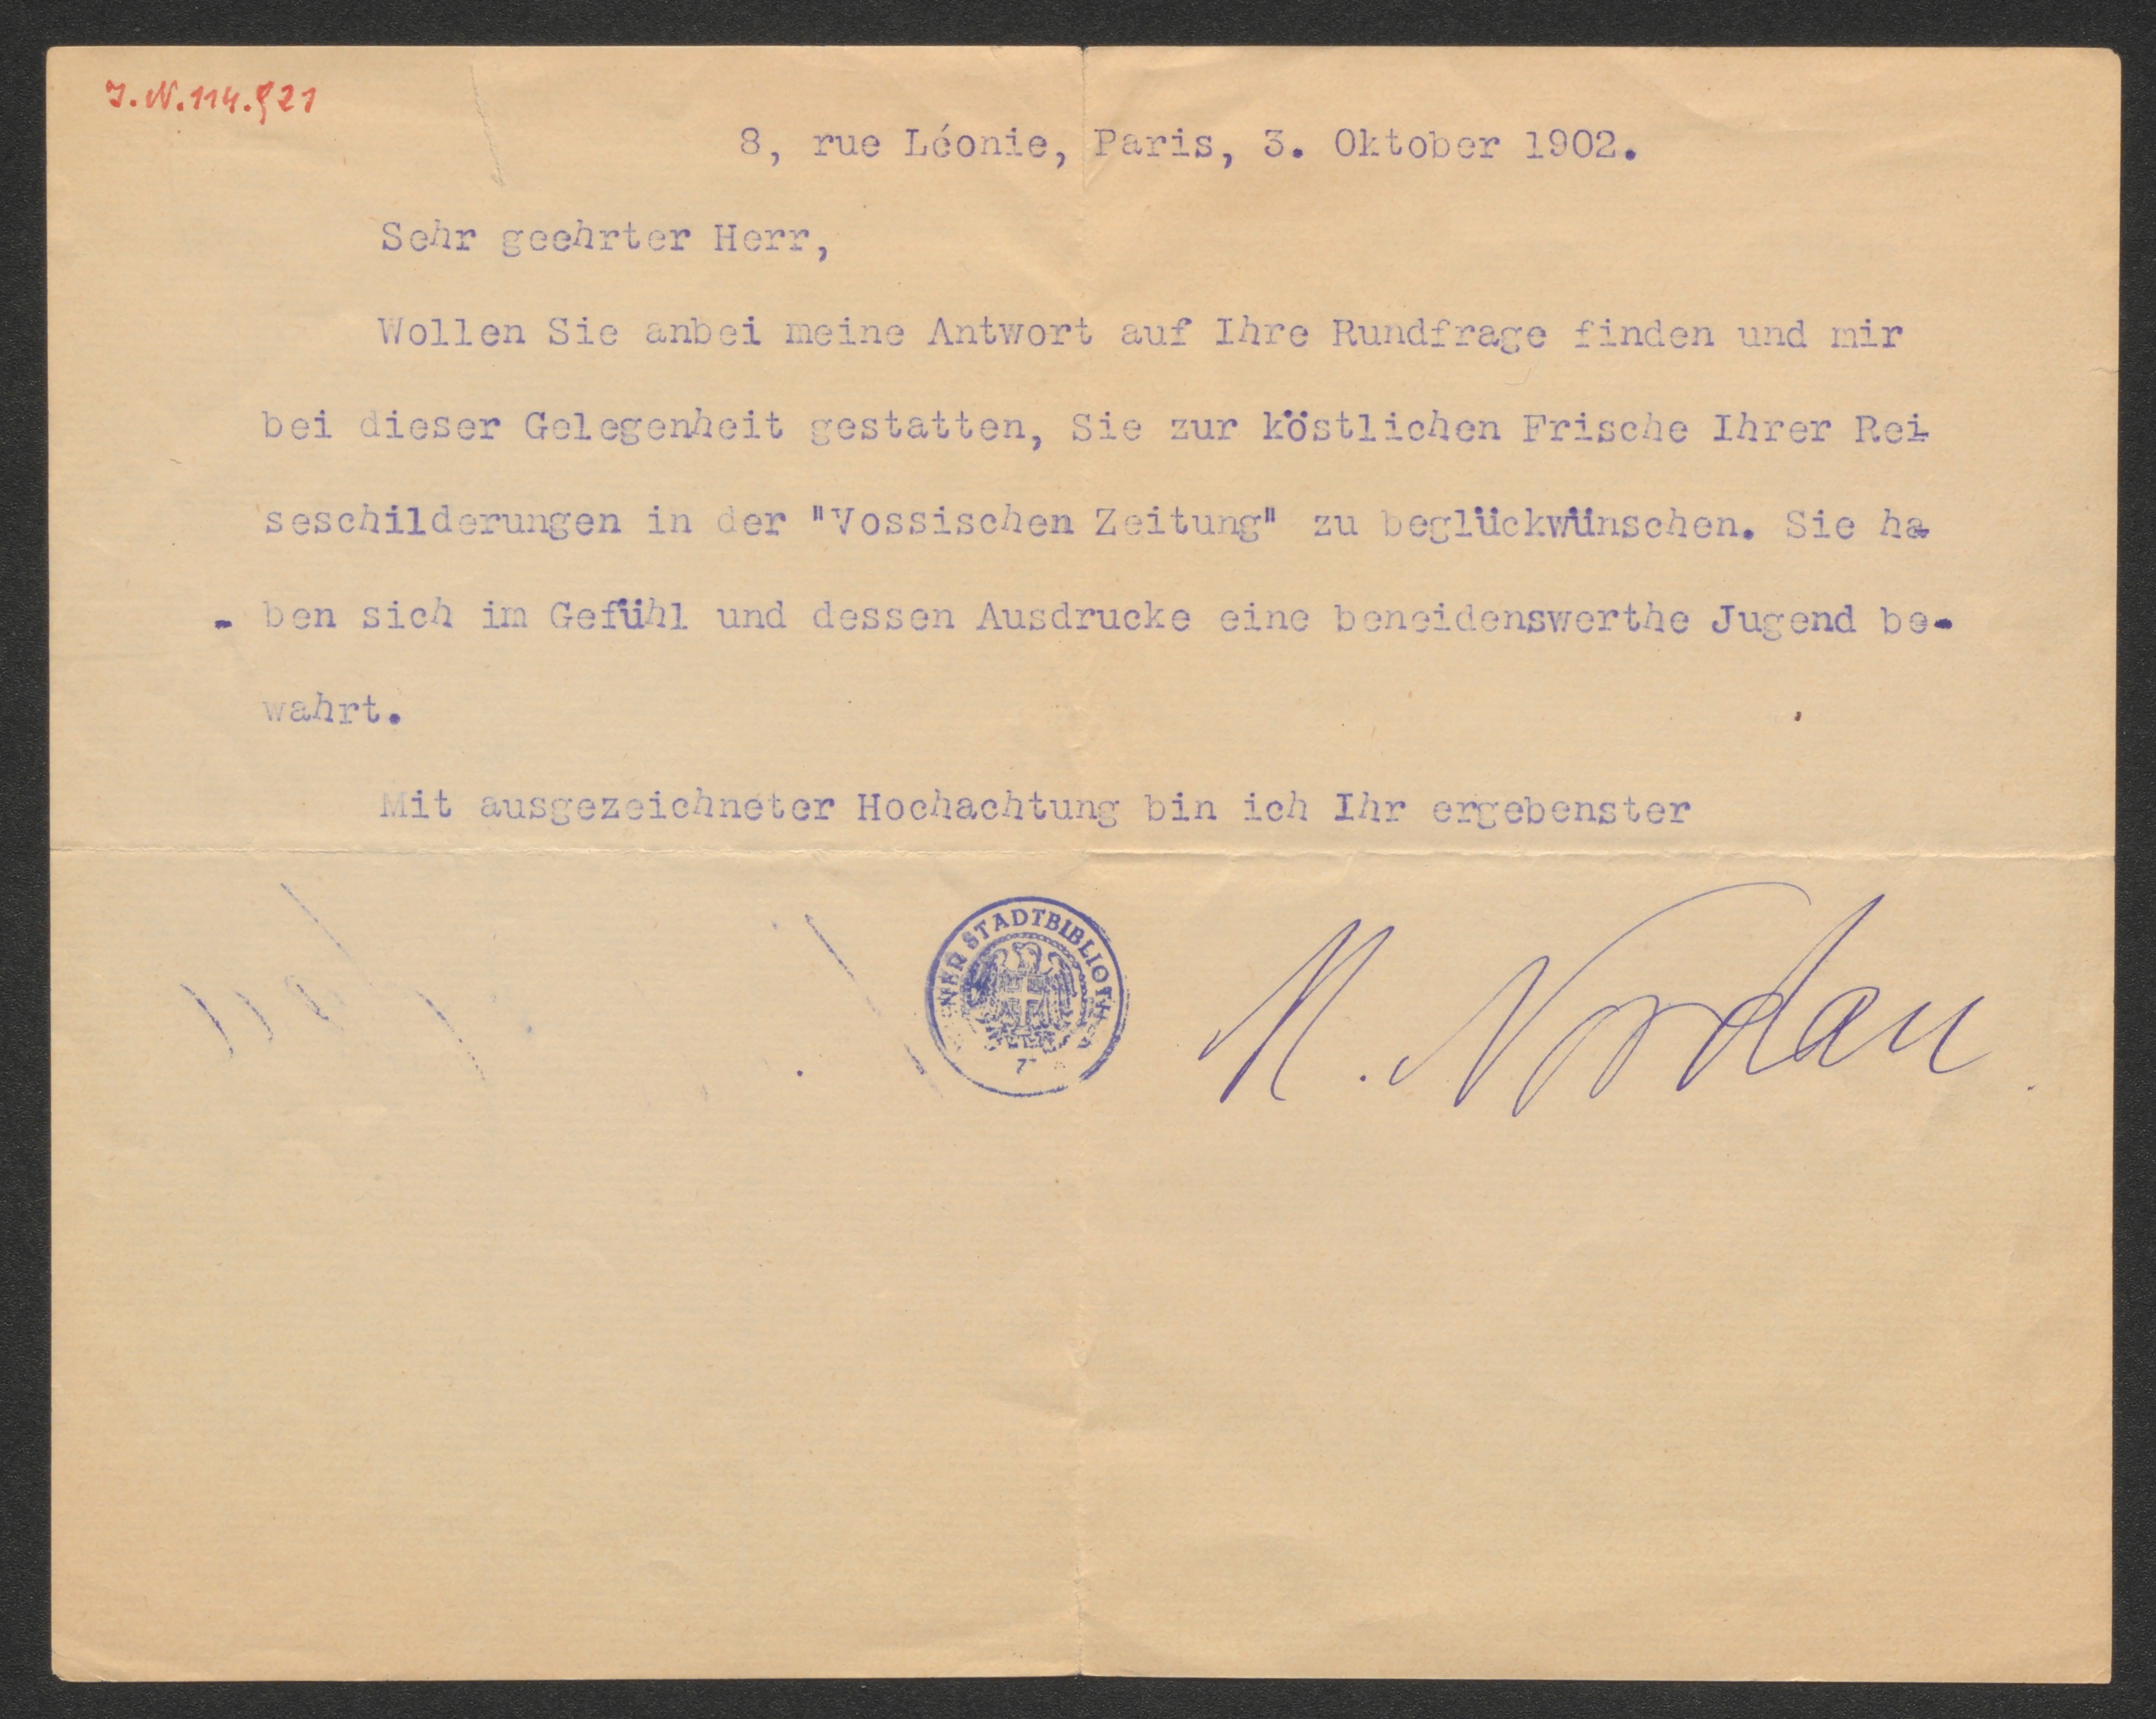 J.N.114.521
8, rue Léonie, Paris, 3. Oktober 1902.
Sehr geehrter Herr,
Wollen Sie anbei meine Antwort auf Ihre Rundfrage finden und mir
bei dieser Gelegenheit gestatten, Sie zur köstlichen Frische Ihrer Rei-
seschilderungen in der "Vossischen Zeitung" zu beglückwünschen. Sie ha-
- ben sich im Gefühl und dessen Ausdrucke eine beneidenswerthe Jugend be-
wahrt.
Mit ausgezeichneter Hochachtung bin ich Ihr ergebenster
STADTBIBLIOTH
M. Nordau.